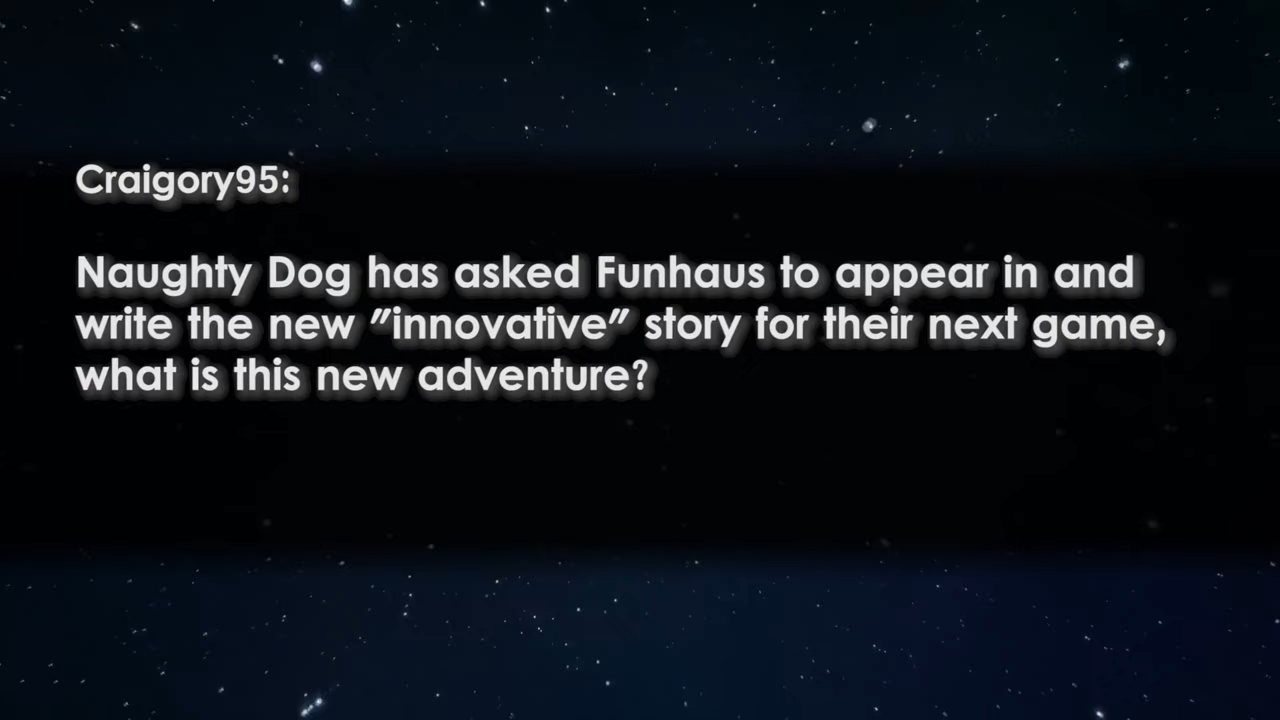 Craigory95:
Naughty Dog has asked Funhaus to appear in and
write the new "innovative" story for their next game,
what is this new adventure?